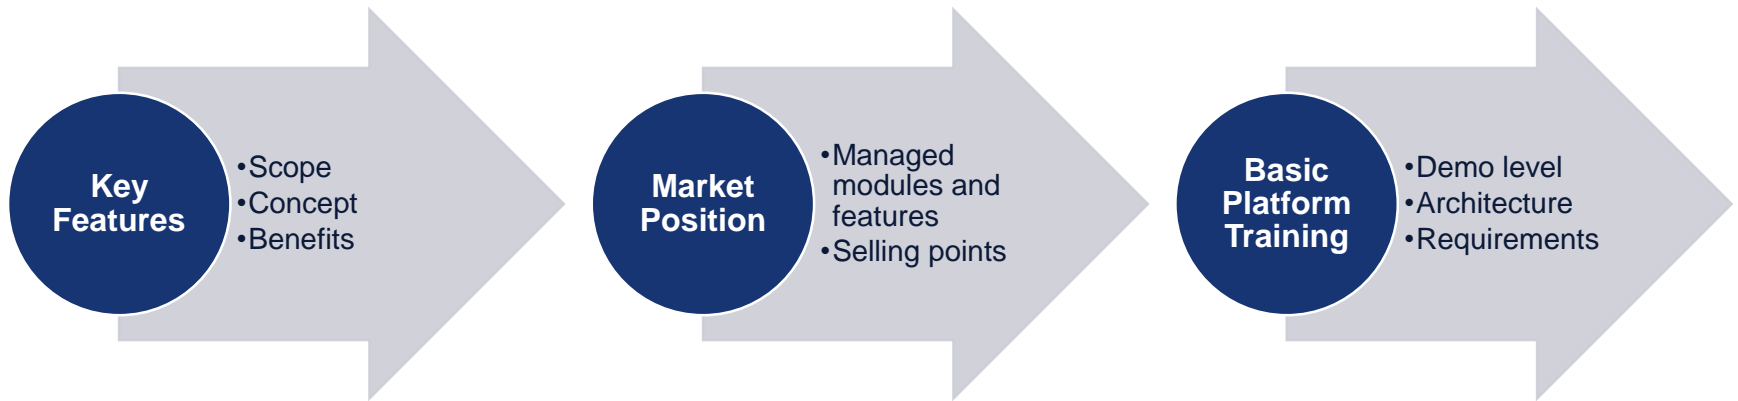 Key
Features
•Scope
•Concept
•Benefits
Market
Position
•Managed
modules and
features
•Selling points
Basic
Platform
Training
•Demo level
•Architecture
•Requirements